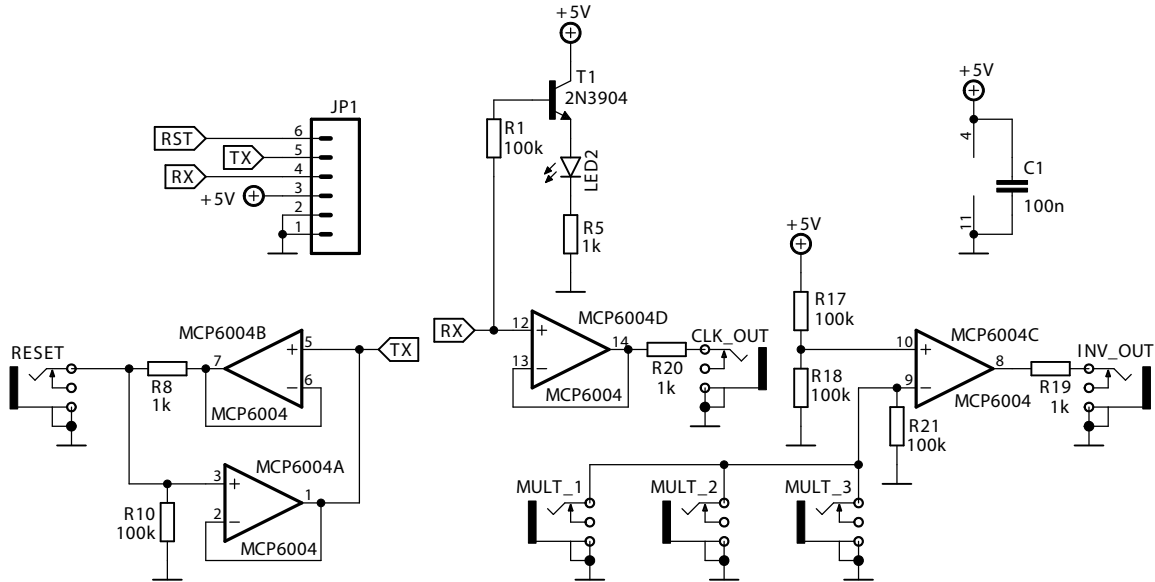 +5V
T1
2N3904
R1
100k
LED2
R5
1k
JP1
RST
6
TX
5
RX
4
+5V
3
2
1
+5V
4
11
C1
100n
+5V
R17
100k
R18
100k
MCP6004B
RESET
7
5
6
TX
R8
1k
MCP6004
MCP6004A
3
2
1
R10
100k
MCP6004
RX
12
13
14
MCP6004D
MCP6004
CLK_OUT
R20
1k
MCP6004C
10
9
8
MCP6004
INV_OUT
R19
1k
R21
100k
MULT_1
MULT_2
MULT_3
+
−
+
−
+
−
+
−